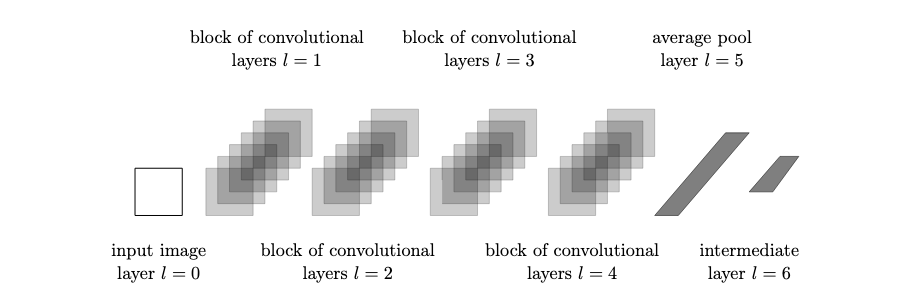 block of convolutional
layers l = 1
block of convolutional
layers l = 3
average pool
layer l = 5
input image
layer l = 0
block of convolutional
layers l = 2
block of convolutional
layers l = 4
intermediate
layer l = 6